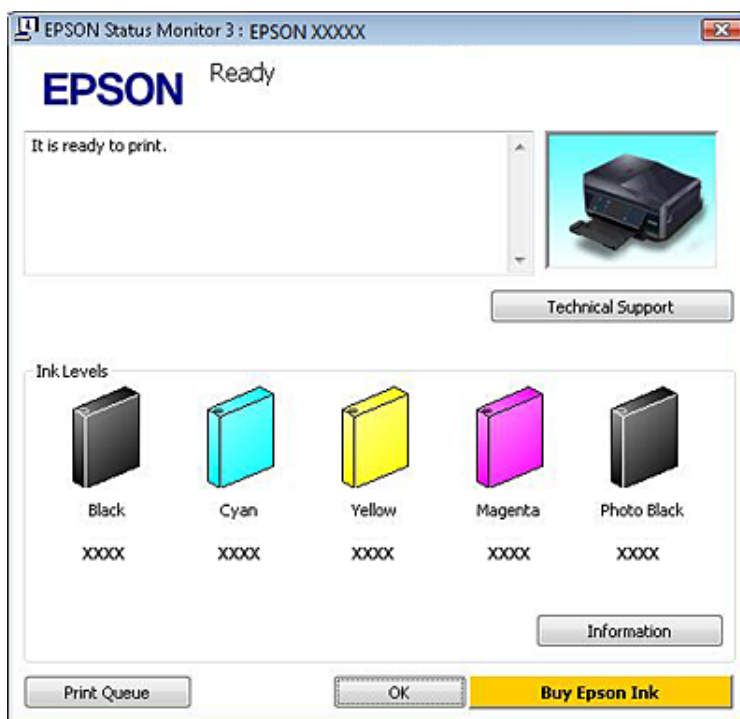 EPSON Status Monitor 3 : EPSON XXXXX
EPSON
Ready
It is ready to print.
Technical Support
Ink Levels
Black
Cyan
Yellow
Magenta
Photo Black
XXXX
XXXX
XXXX
XXXX
XXXX
Information
Print Queue
OK
Buy Epson Ink